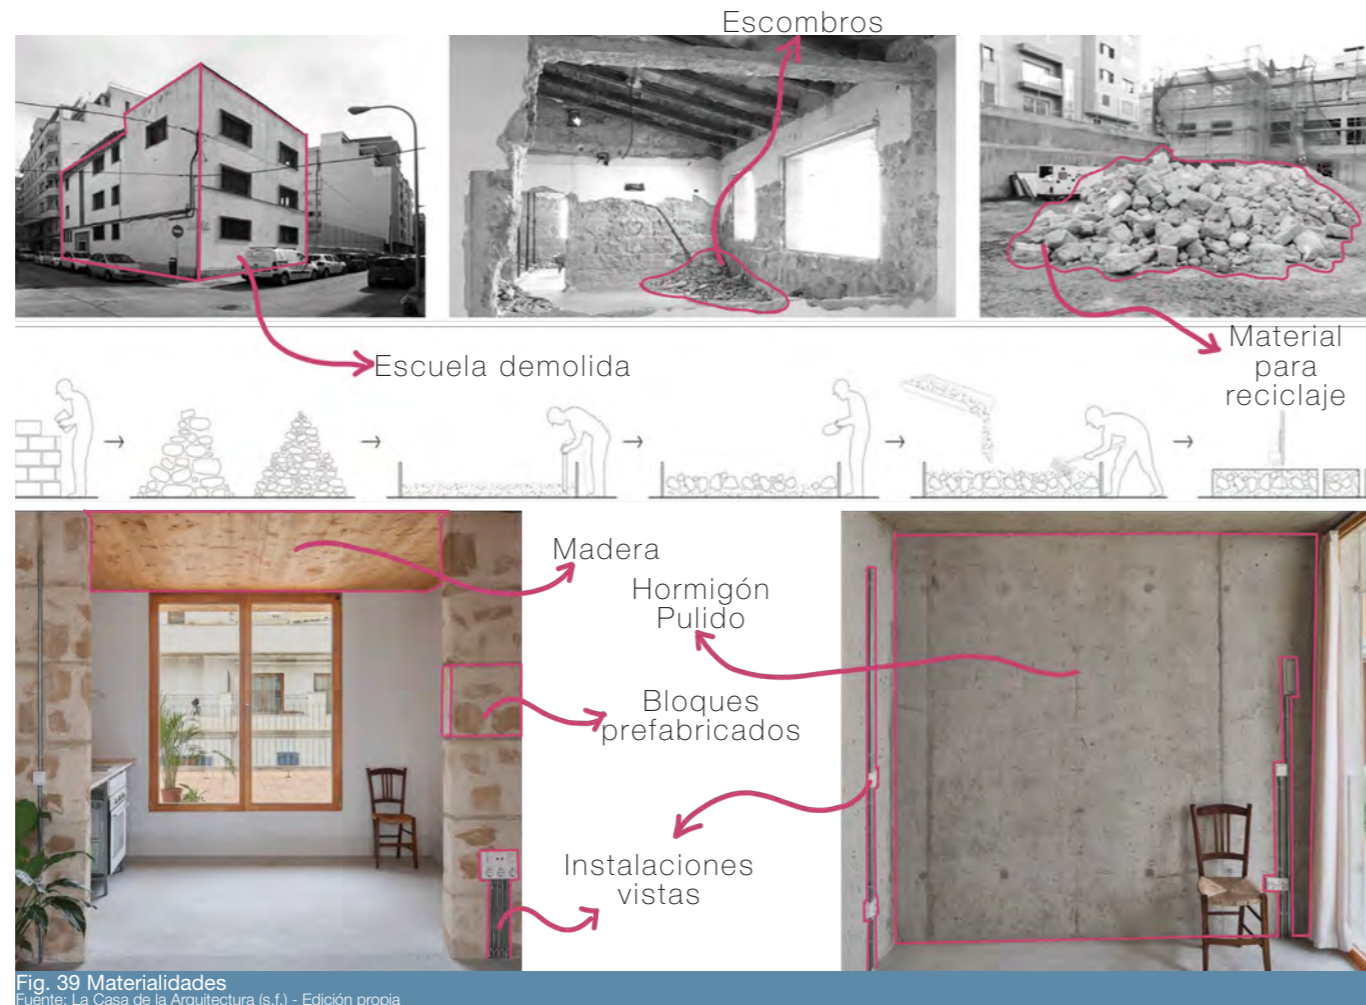 Escombros
Escuela demolida
Material
para
reciclaje
Madera
Hormigón
Pulido
Bloques
prefabricados
Instalaciones
vistas
Fig. 39 Materialidades
Fuente: La Casa de la Arquitectura (s.f.) - Edición propia